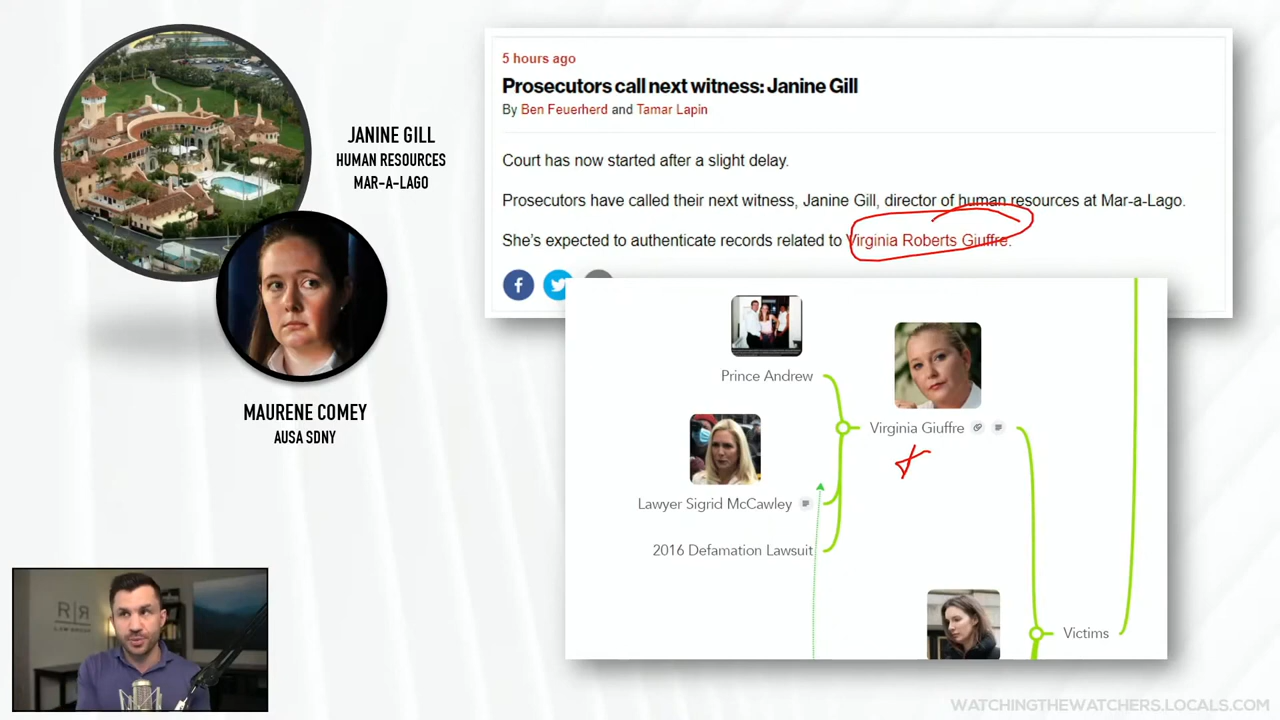 JANINE GILL
HUMAN RESOURCES
MAR-A-LAGO
MAURENE COMEY
AUSA SDNY
5 hours ago
Prosecutors call next witness: Janine Gill
By Ben Feuerherd and Tamar Lapin
Court has now started after a slight delay.
Prosecutors have called their next witness, Janine Gill, director of human resources at Mar-a-Lago.
She's expected to authenticate records related to Virginia Roberts Giuffre.
Prince Andrew
Virginia Giuffre
Lawyer Sigrid McCawley
2016 Defamation Lawsuit
Victims
R|R
LAW GROUP
WATCHINGTHEWATCHERS.LOCALS.COM